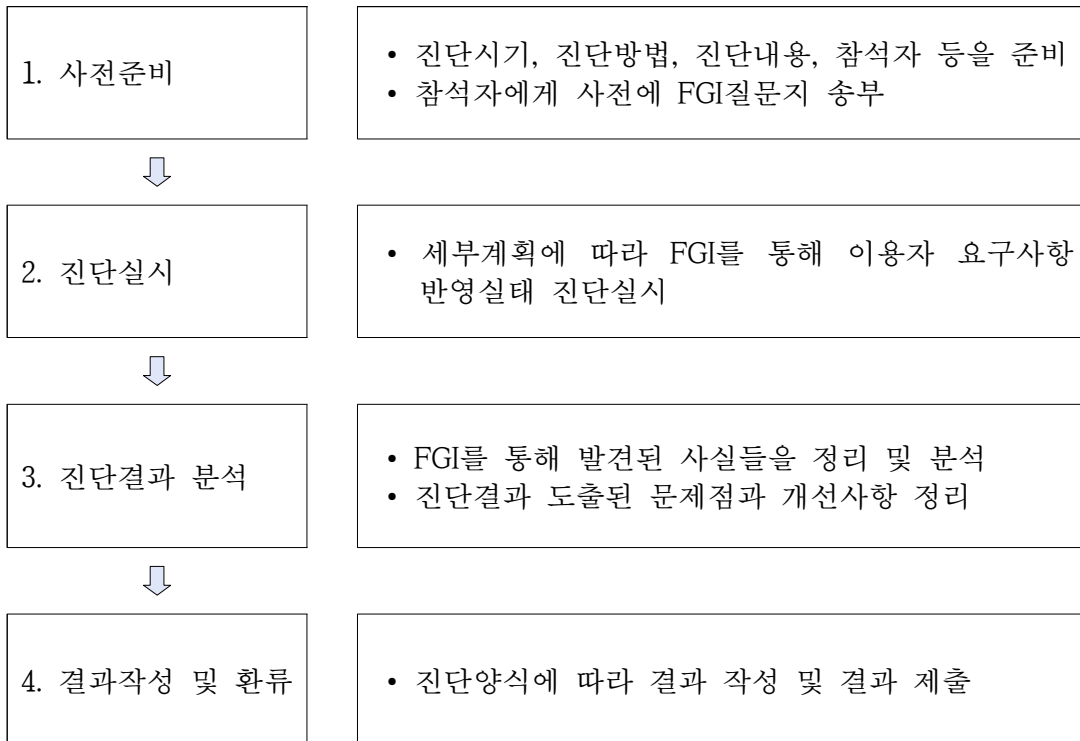 1. 사전준비
• 진단시기, 진단방법, 진단내용, 참석자 등을 준비
• 참석자에게 사전에 FGI질문지 송부
2. 진단실시
• 세부계획에 따라 FGI를 통해 이용자 요구사항
반영실태 진단실시
3. 진단결과 분석
• FGI를 통해 발견된 사실들을 정리 및 분석
• 진단결과 도출된 문제점과 개선사항 정리
4. 결과작성 및 환류
• 진단양식에 따라 결과 작성 및 결과 제출